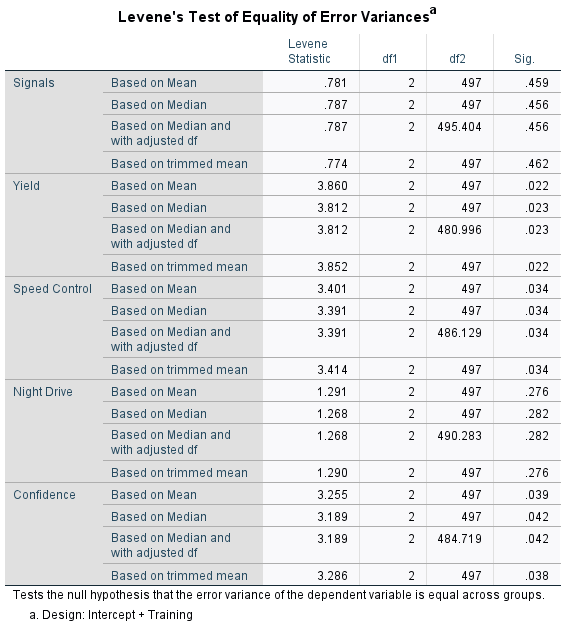 Levene's Test of Equality of Error Variances^a
Levene Statistic df1 df2 Sig.
Signals Based on Mean .781 2 497 .459
Based on Median .787 2 497 .456
Based on Median and with adjusted df .787 2 495.404 .456
Based on trimmed mean .774 2 497 .462
Yield Based on Mean 3.860 2 497 .022
Based on Median 3.812 2 497 .023
Based on Median and with adjusted df 3.812 2 480.996 .023
Based on trimmed mean 3.852 2 497 .022
Speed Control Based on Mean 3.401 2 497 .034
Based on Median 3.391 2 497 .034
Based on Median and with adjusted df 3.391 2 486.129 .034
Based on trimmed mean 3.414 2 497 .034
Night Drive Based on Mean 1.291 2 497 .276
Based on Median 1.268 2 497 .282
Based on Median and with adjusted df 1.268 2 490.283 .282
Based on trimmed mean 1.290 2 497 .276
Confidence Based on Mean 3.255 2 497 .039
Based on Median 3.189 2 497 .042
Based on Median and with adjusted df 3.189 2 484.719 .042
Based on trimmed mean 3.286 2 497 .038
Tests the null hypothesis that the error variance of the dependent variable is equal across groups.
a. Design: Intercept + Training